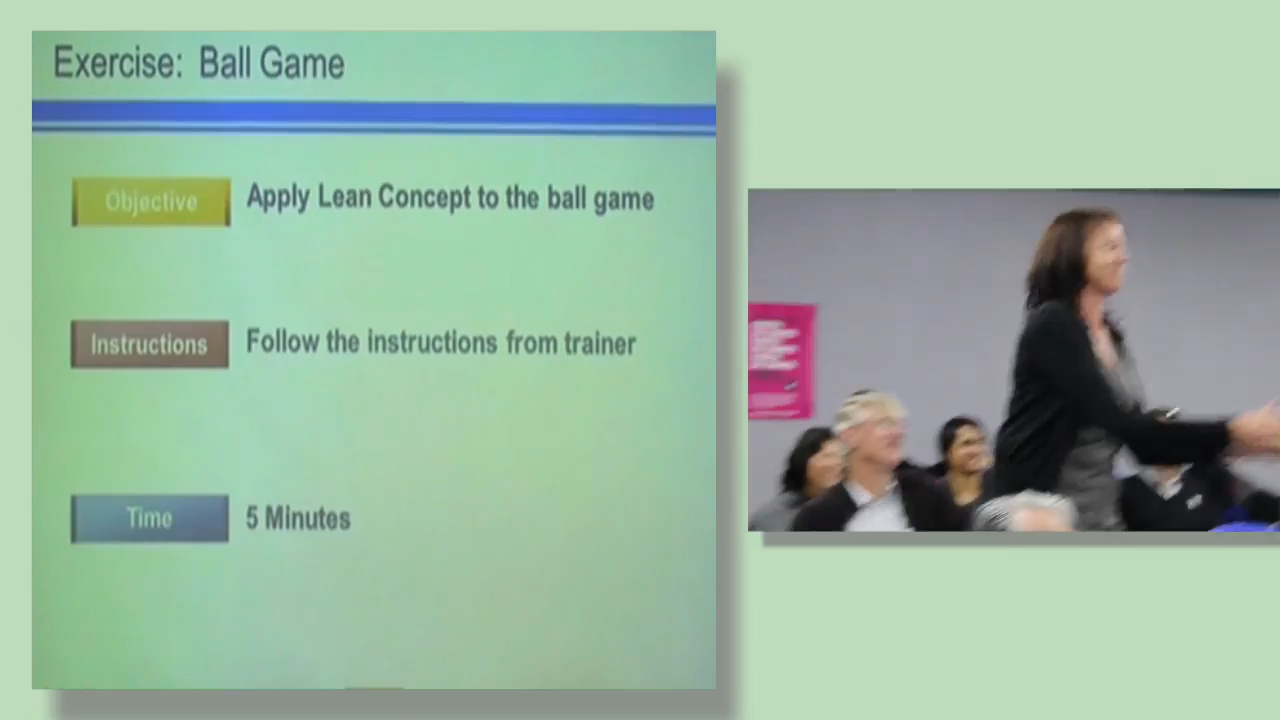 Exercise: Ball Game
Objective
Apply Lean Concept to the ball game
Instructions
Follow the instructions from trainer
Time
5 Minutes